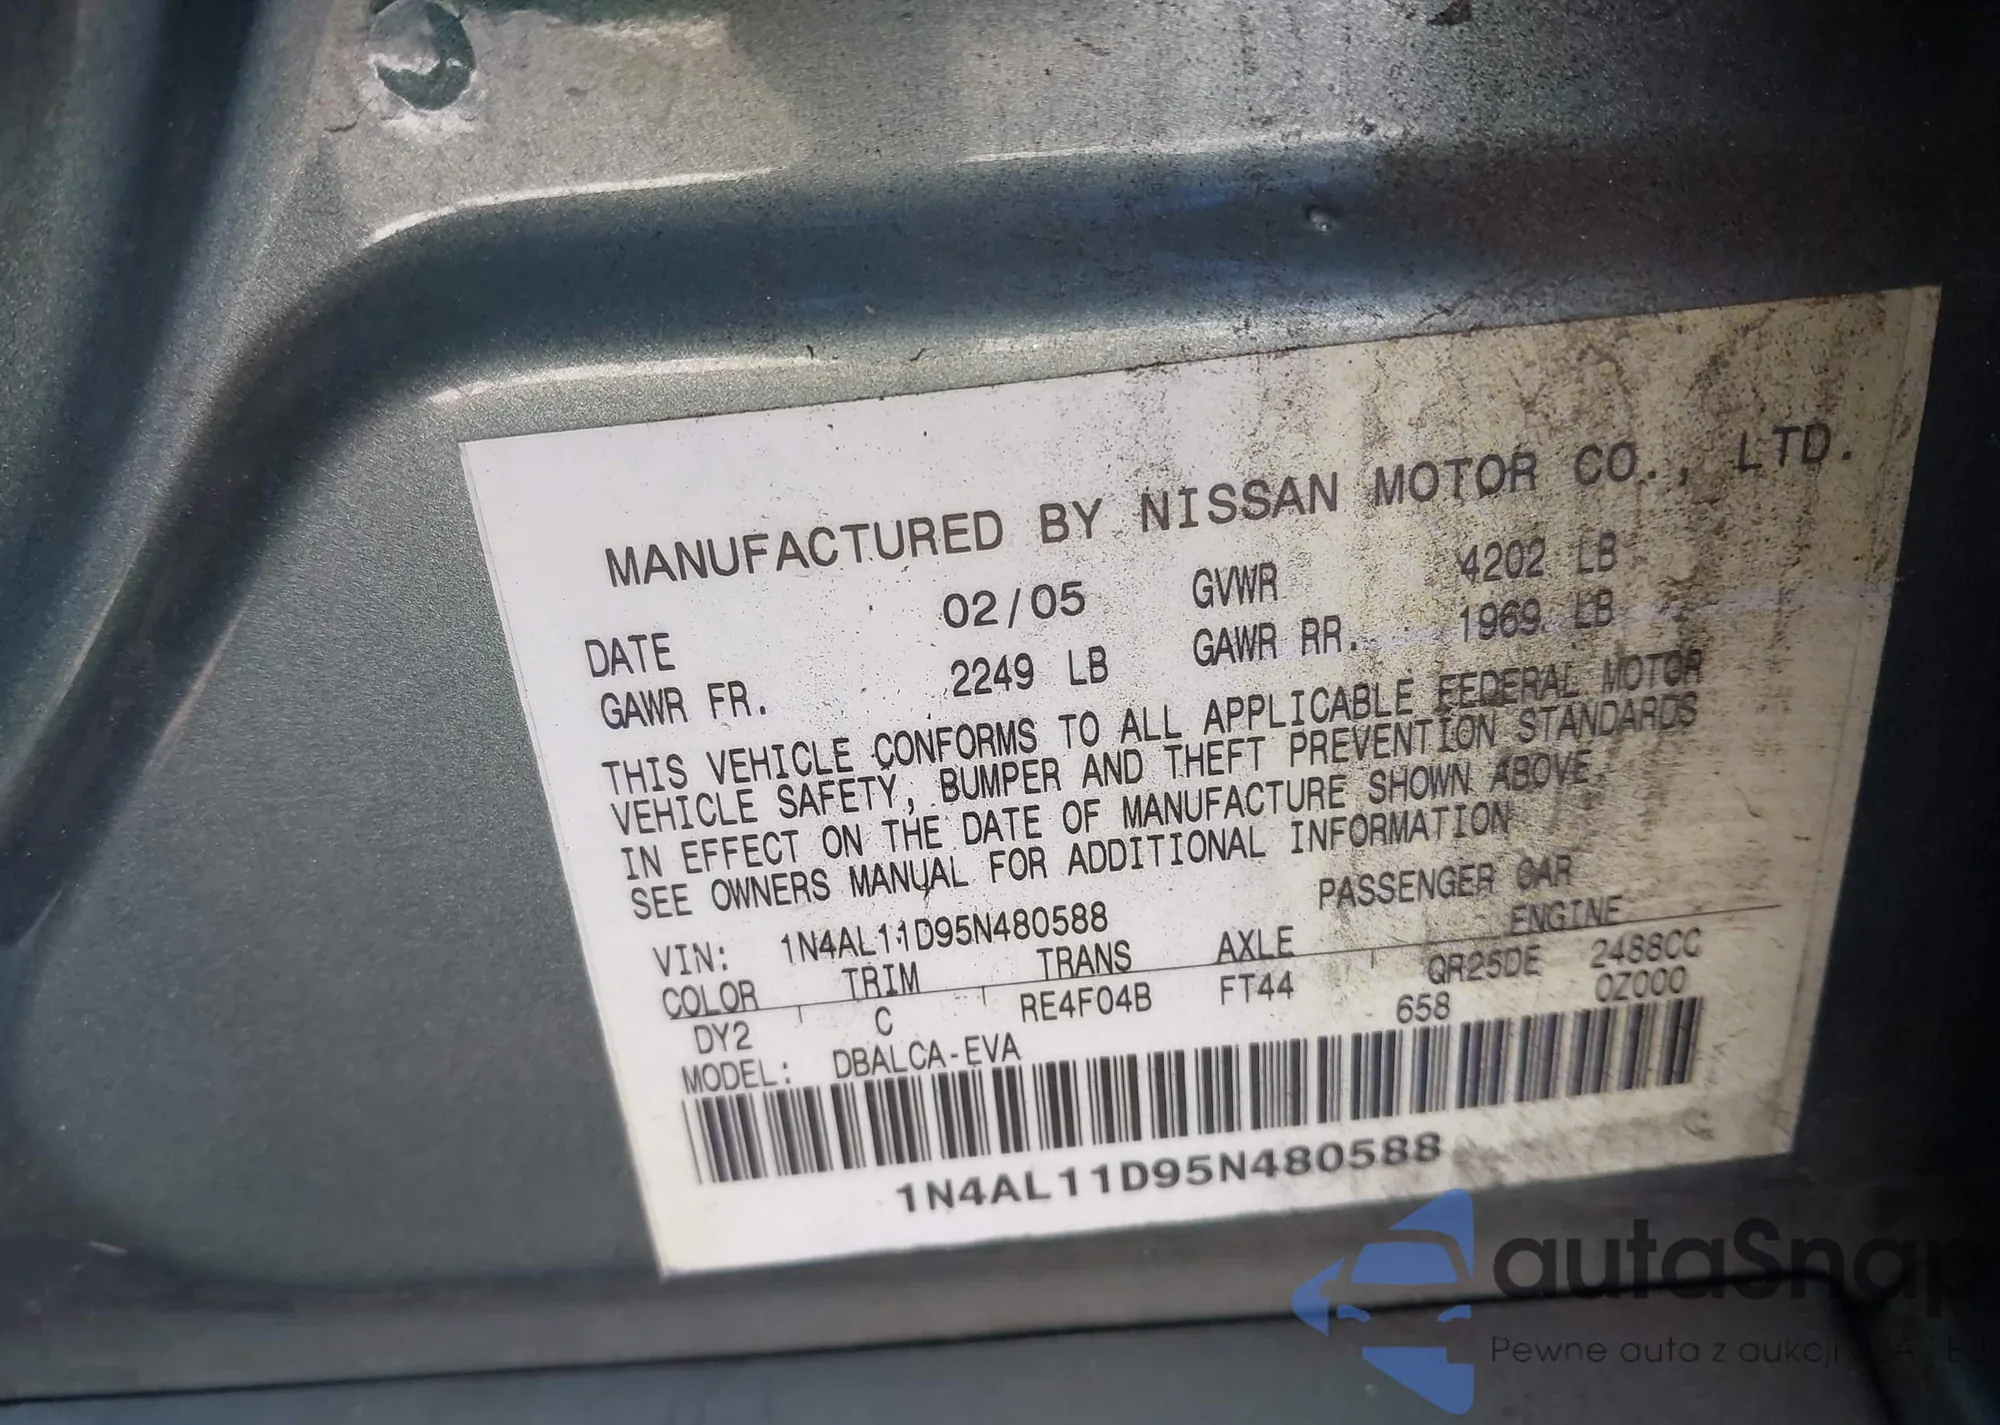 MANUFACTURED BY NISSAN MOTOR CO., LTD.
DATE 02/05 GVWR 4202 LB
GAWR FR. 2249 LB GAWR RR. 1969 LB
THIS VEHICLE CONFORMS TO ALL APPLICABLE FEDERAL MOTOR
VEHICLE SAFETY, BUMPER AND THEFT PREVENTION STANDARDS
IN EFFECT ON THE DATE OF MANUFACTURE SHOWN ABOVE.
SEE OWNERS MANUAL FOR ADDITIONAL INFORMATION
VIN: 1N4AL11D95N480588 PASSENGER CAR
COLOR TRIM TRANS AXLE ENGINE
DY2 C RE4F04B FT44 QR25DE 2488CC
MODEL: DBALCA-EVA 658 0Z000
1N4AL11D95N480588
autaSnap
Pewne auta z aukcji